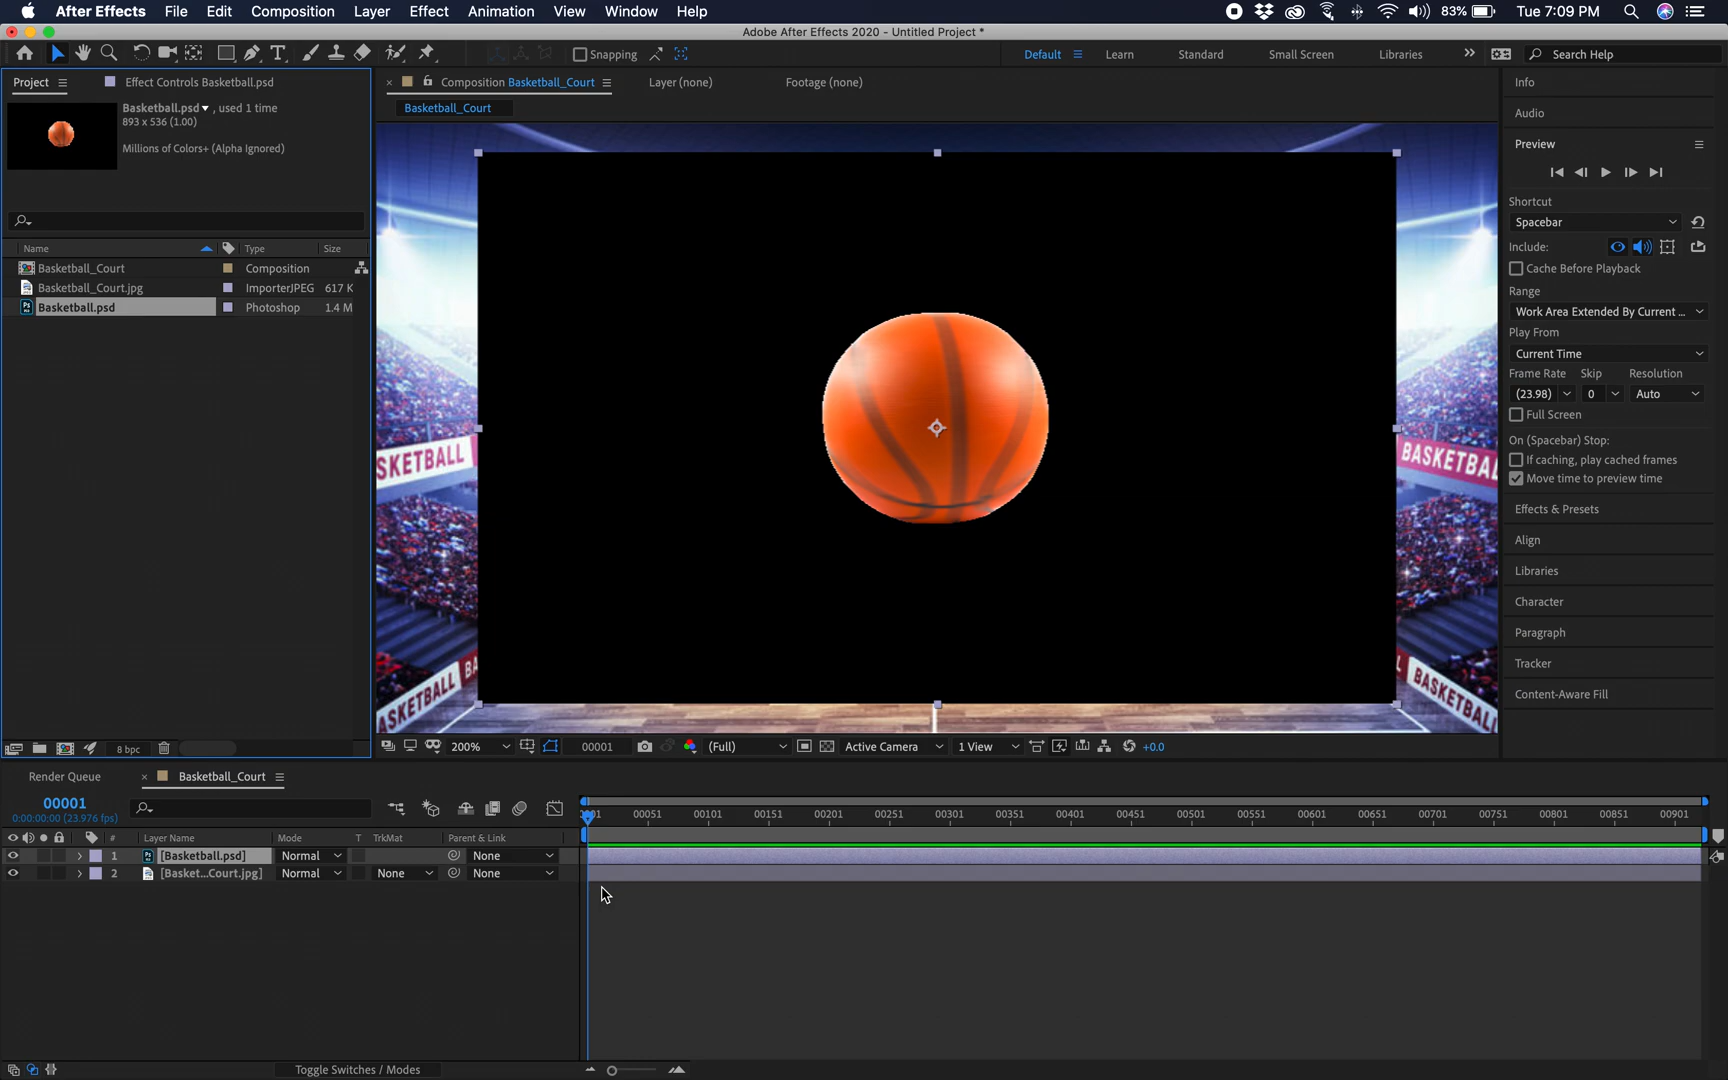 After Effects File Edit Composition Layer Effect Animation View Window Help 83% Tue 7:09 PM
Adobe After Effects 2020 - Untitled Project *
Snapping Default Learn Standard Small Screen Libraries Search Help
Project Effect Controls Basketball.psd
Composition Basketball_Court Layer (none) Footage (none)
Basketball_Court
Basketball.psd , used 1 time
893 x 536 (1.00)
Millions of Colors+ (Alpha Ignored)
Name Type Size
Basketball_Court Composition
Basketball_Court.jpg ImporterJPEG 617 K
Basketball.psd Photoshop 1.4 M
8 bpc
SKETBALL
BASKETBA
ASKETBALL
BA
BASKETBALL
200% 00001 (Full) Active Camera 1 View +0.0
Info
Audio
Preview
Shortcut
Spacebar
Include:
Cache Before Playback
Range
Work Area Extended By Current ...
Play From
Current Time
Frame Rate Skip Resolution
(23.98) 0 Auto
Full Screen
On (Spacebar) Stop:
If caching, play cached frames
Move time to preview time
Effects & Presets
Align
Libraries
Character
Paragraph
Tracker
Content-Aware Fill
Render Queue Basketball_Court
00001
0:00:00:00 (23.976 fps)
01 00051 00101 00151 00201 00251 00301 00351 00401 00451 00501 00551 00601 00651 00701 00751 00801 00851 00901
# Layer Name Mode T TrkMat Parent & Link
1 [Basketball.psd] Normal None
2 [Basket...Court.jpg] Normal None None
Toggle Switches / Modes